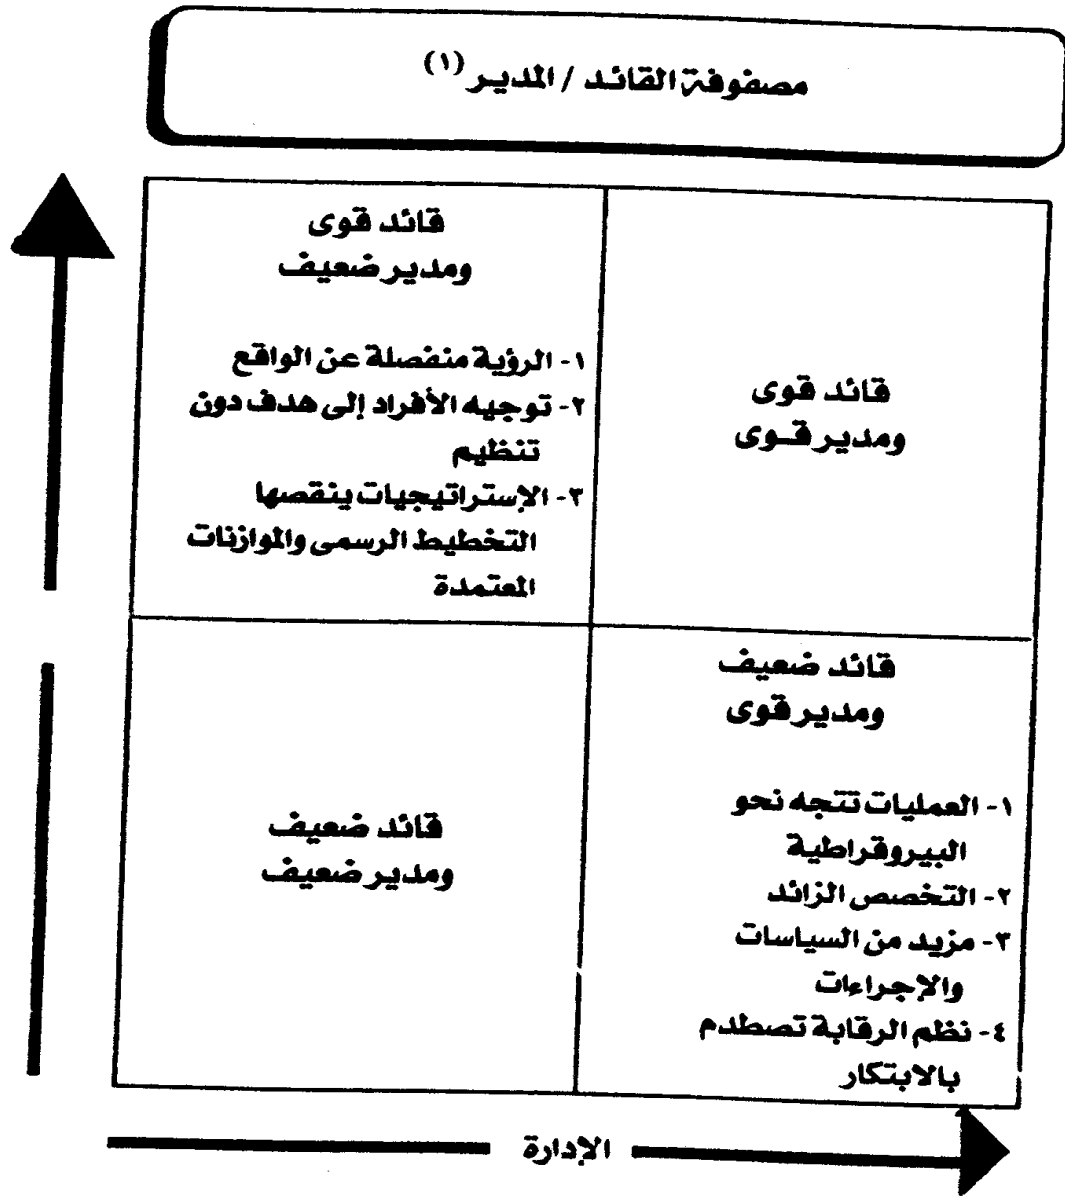 مصفوفة القائد / المدير (١)
قائد قوى
ومدير قـوى
قائد قوى
ومدير ضعيف
١- الرؤية منفصلة عن الواقع
٢- توجيه الأفراد إلى هدف دون
تنظيم
٣- الإستراتيجيات ينقصها
التخطيط الرسمى والموازنات
المعتمدة
قائد ضعيف
ومدير قوى
١- العمليات تتجه نحو
البيروقراطية
٢- التخصص الزائد
٣- مزيد من السياسات
والإجراءات
٤- نظم الرقابة تصطدم
بالابتكار
قائد ضعيف
ومدير ضعيف
الإدارة